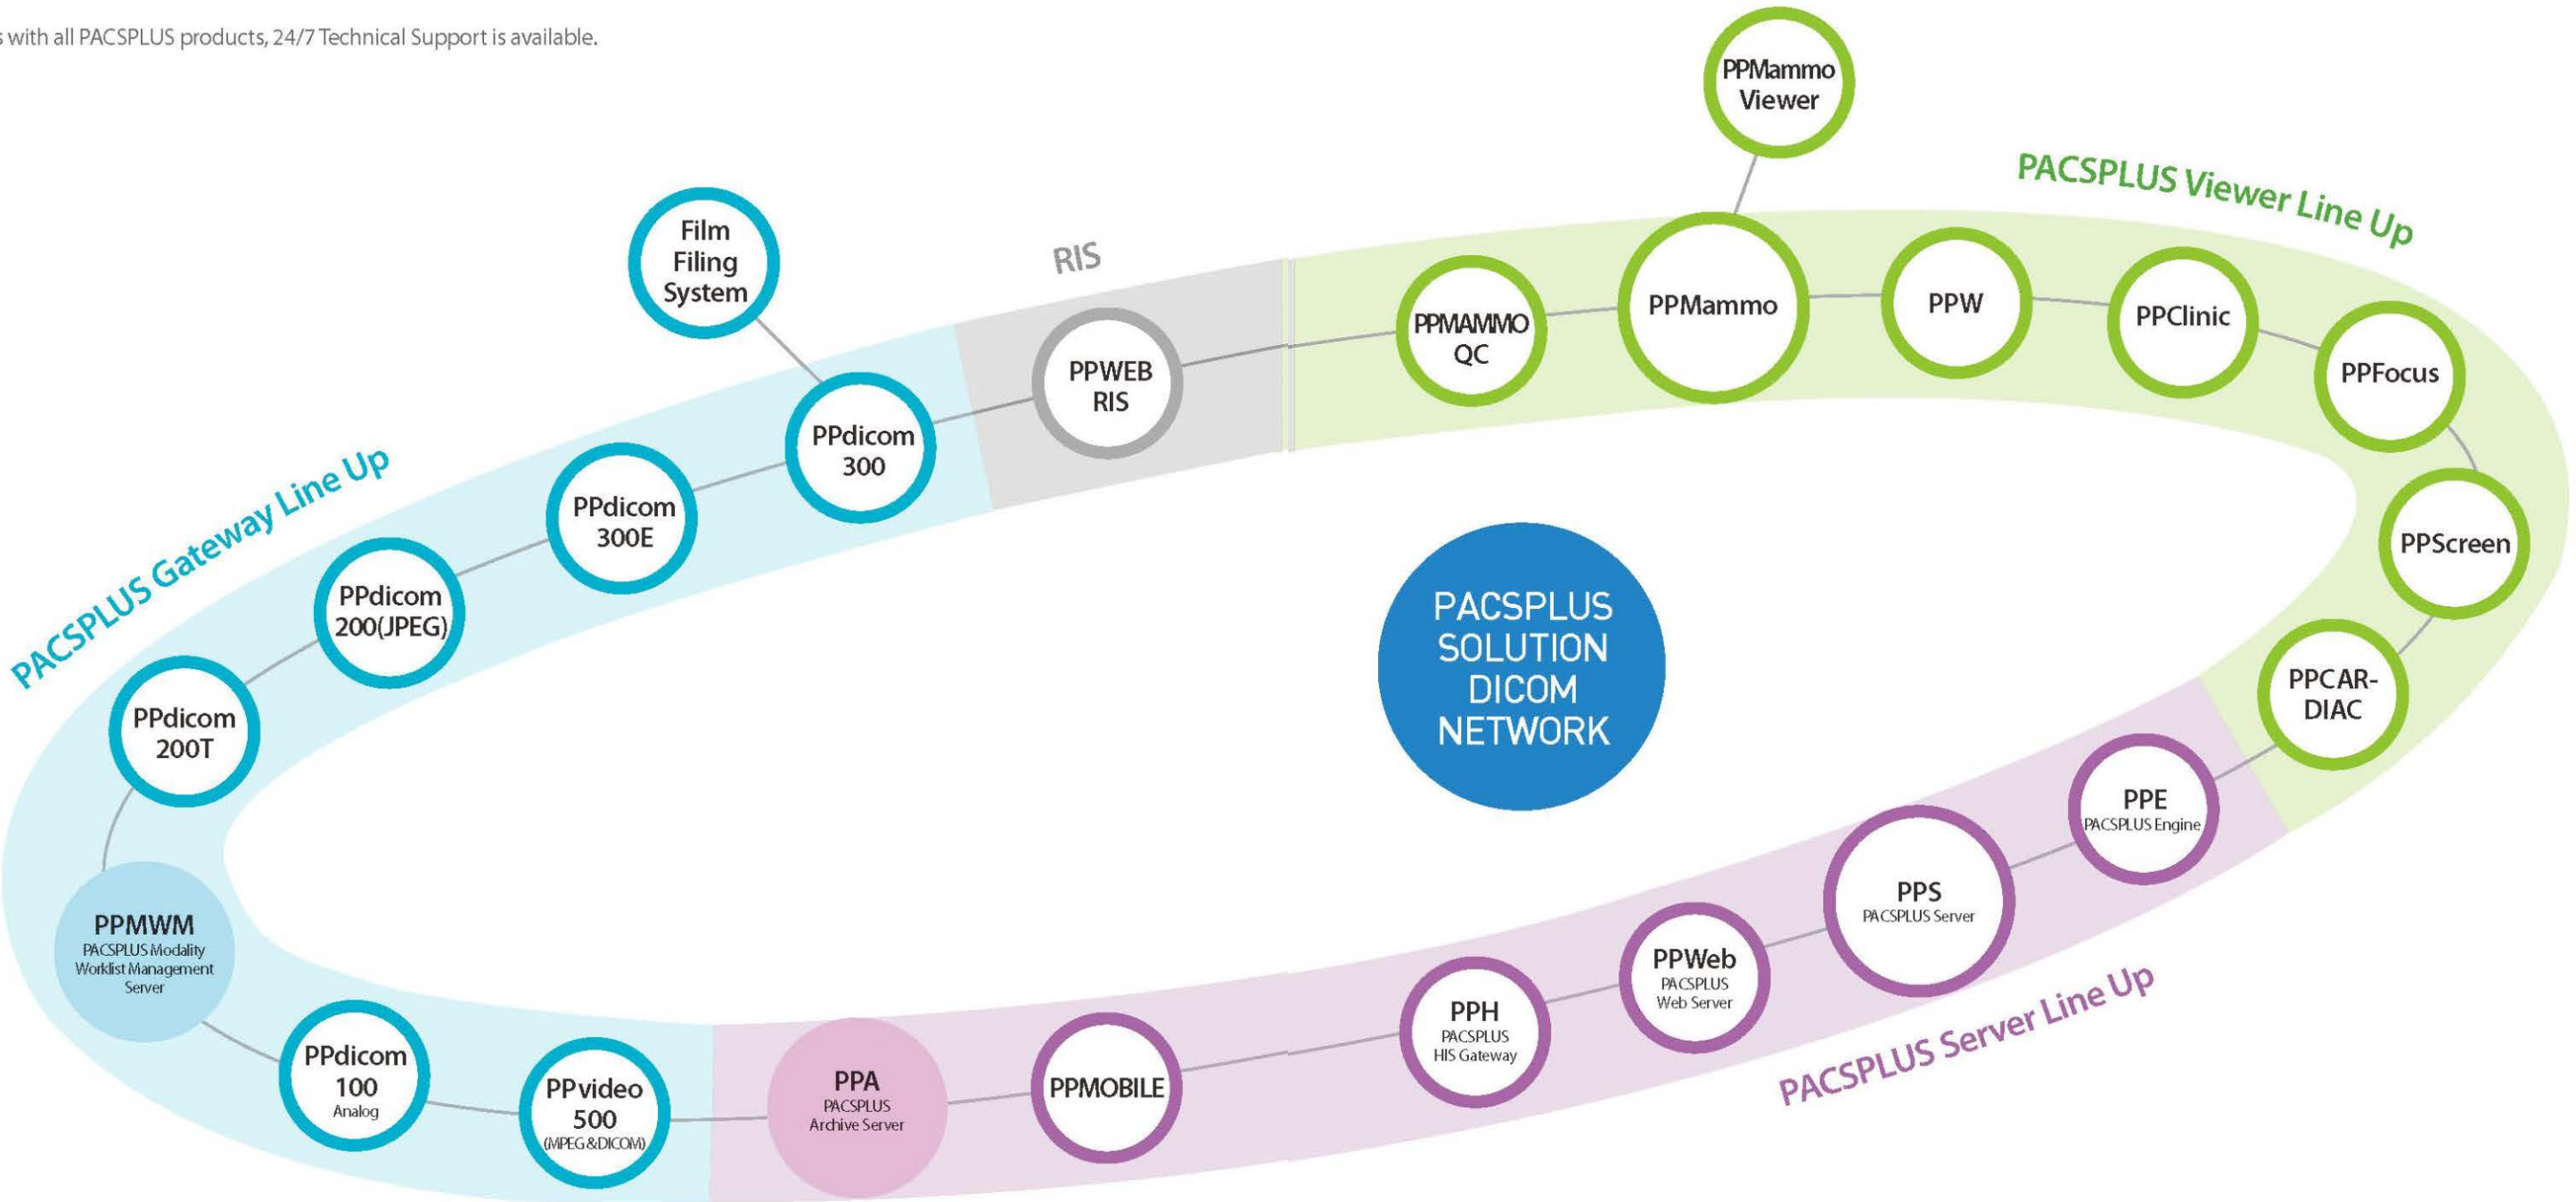 with all PACSPLUS products, 24/7 Technical Support is available.
PPMammo
Viewer
PACSPLUS Viewer Line Up
Film
Filing
System
RIS
PPWEB
RIS
PPMAMMO
QC
PPMammo
PPW
PPClinic
PPFocus
PPScreen
PPCAR-
DIAC
PACSPLUS Gateway Line Up
PPdicom
300
PPdicom
300E
PPdicom
200(JPEG)
PPdicom
200T
PPMWM
PACSPLUS Modality
Worklist Management
Server
PPdicom
100
Analog
PPvideo
500
(MPEG&DICOM)
PACSPLUS
SOLUTION
DICOM
NETWORK
PPE
PACSPLUS Engine
PPS
PACSPLUS Server
PPWeb
PACSPLUS
Web Server
PPH
PACSPLUS
HIS Gateway
PPMOBILE
PPA
PACSPLUS
Archive Server
PACSPLUS Server Line Up